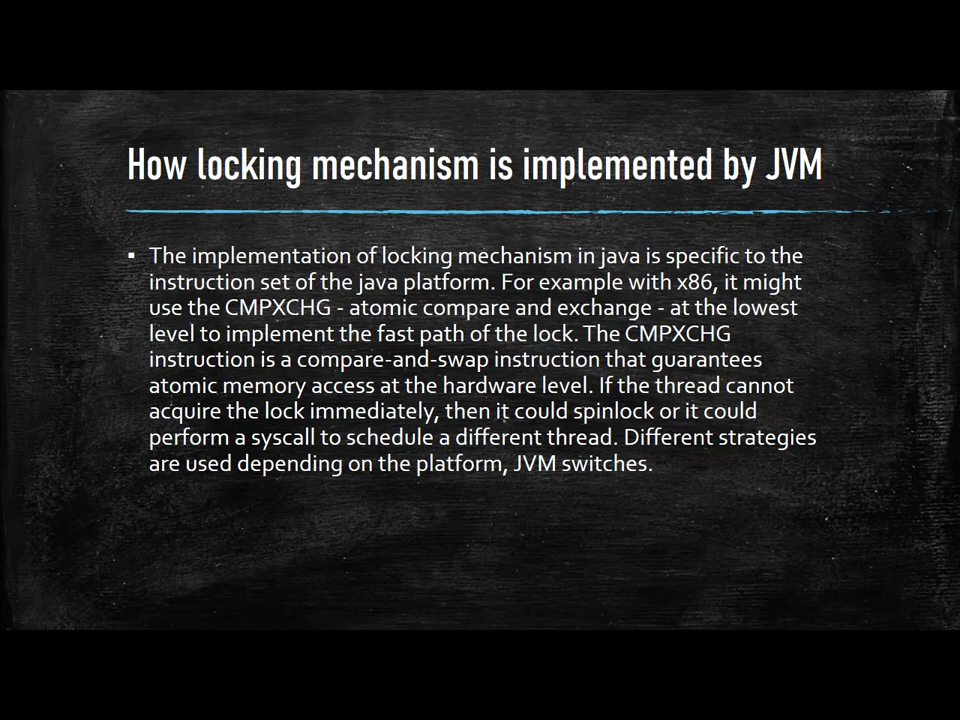 How locking mechanism is implemented by JVM
▪ The implementation of locking mechanism in java is specific to the
instruction set of the java platform. For example with x86, it might
use the CMPXCHG - atomic compare and exchange - at the lowest
level to implement the fast path of the lock. The CMPXCHG
instruction is a compare-and-swap instruction that guarantees
atomic memory access at the hardware level. If the thread cannot
acquire the lock immediately, then it could spinlock or it could
perform a syscall to schedule a different thread. Different strategies
are used depending on the platform, JVM switches.